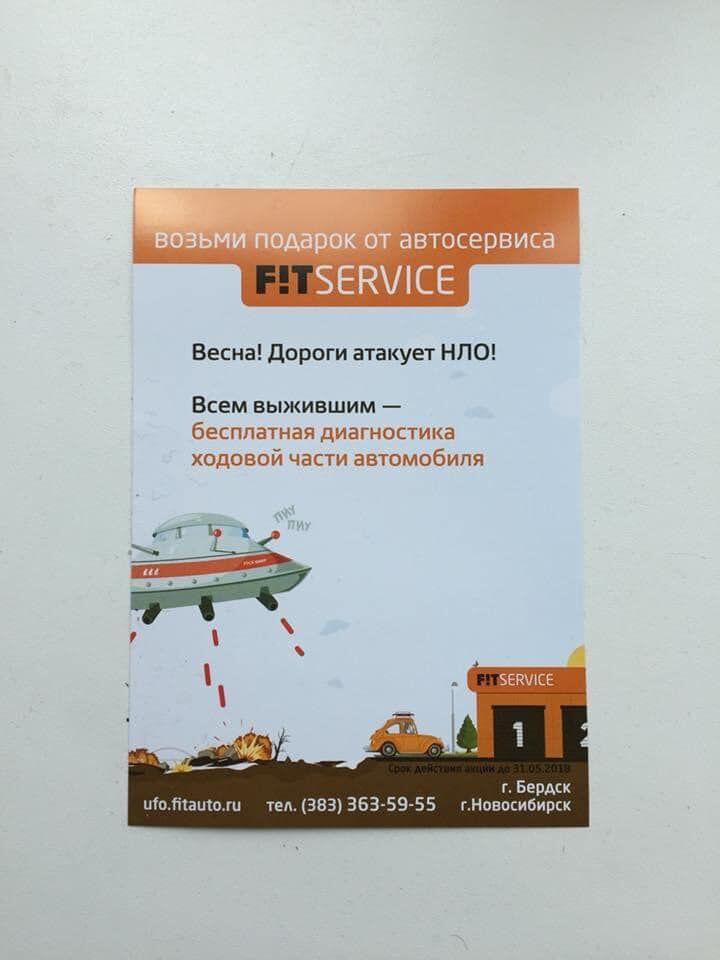 возьми подарок от автосервиса
F!TSERVICE
Весна! Дороги атакует НЛО!
Всем выжившим —
бесплатная диагностика
ходовой части автомобиля
ПИУ
ПИУ
F!TSERVICE
1
2
Срок действия акции до 31.05.2018
г. Бердск
ufo.fitauto.ru тел. (383) 363-59-55 г.Новосибирск